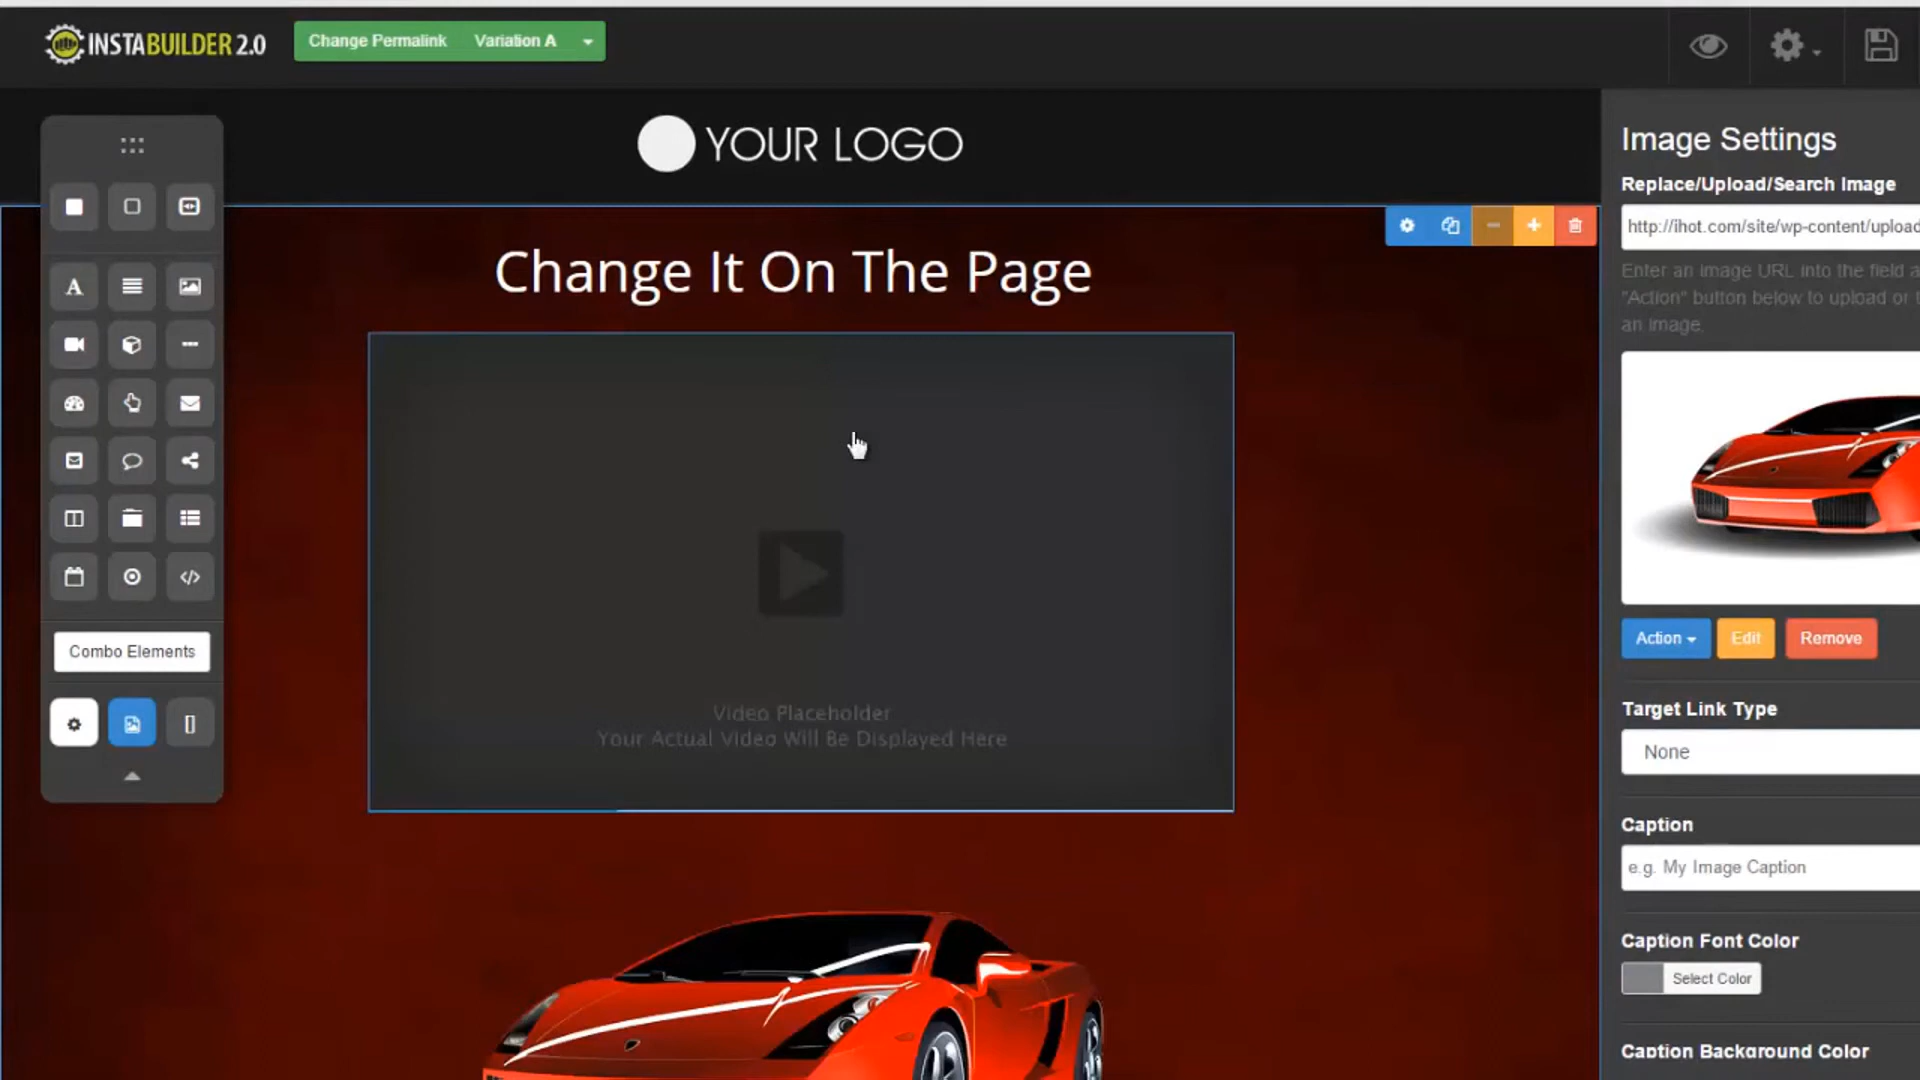 INSTABUILDER 2.0
Change Permalink Variation A
YOUR LOGO
Change It On The Page
Video Placeholder
Your Actual Video Will Be Displayed Here
Combo Elements
Image Settings
Replace/Upload/Search Image
http://ihot.com/site/wp-content/upload
Enter an image URL into the field a
"Action" button below to upload or t
an image.
Action Edit Remove
Target Link Type
None
Caption
e.g. My Image Caption
Caption Font Color
Select Color
Caption Background Color